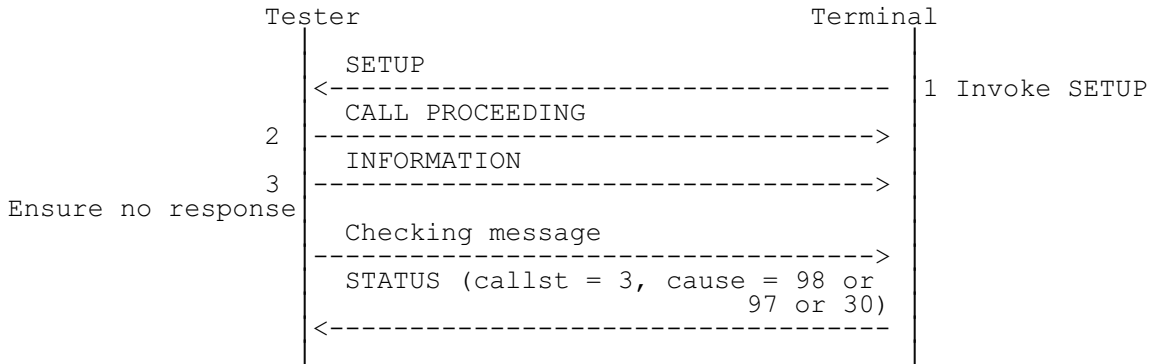 Tester Terminal
SETUP
1 Invoke SETUP
CALL PROCEEDING
2
INFORMATION
3
Ensure no response
Checking message
STATUS (callst = 3, cause = 98 or
97 or 30)